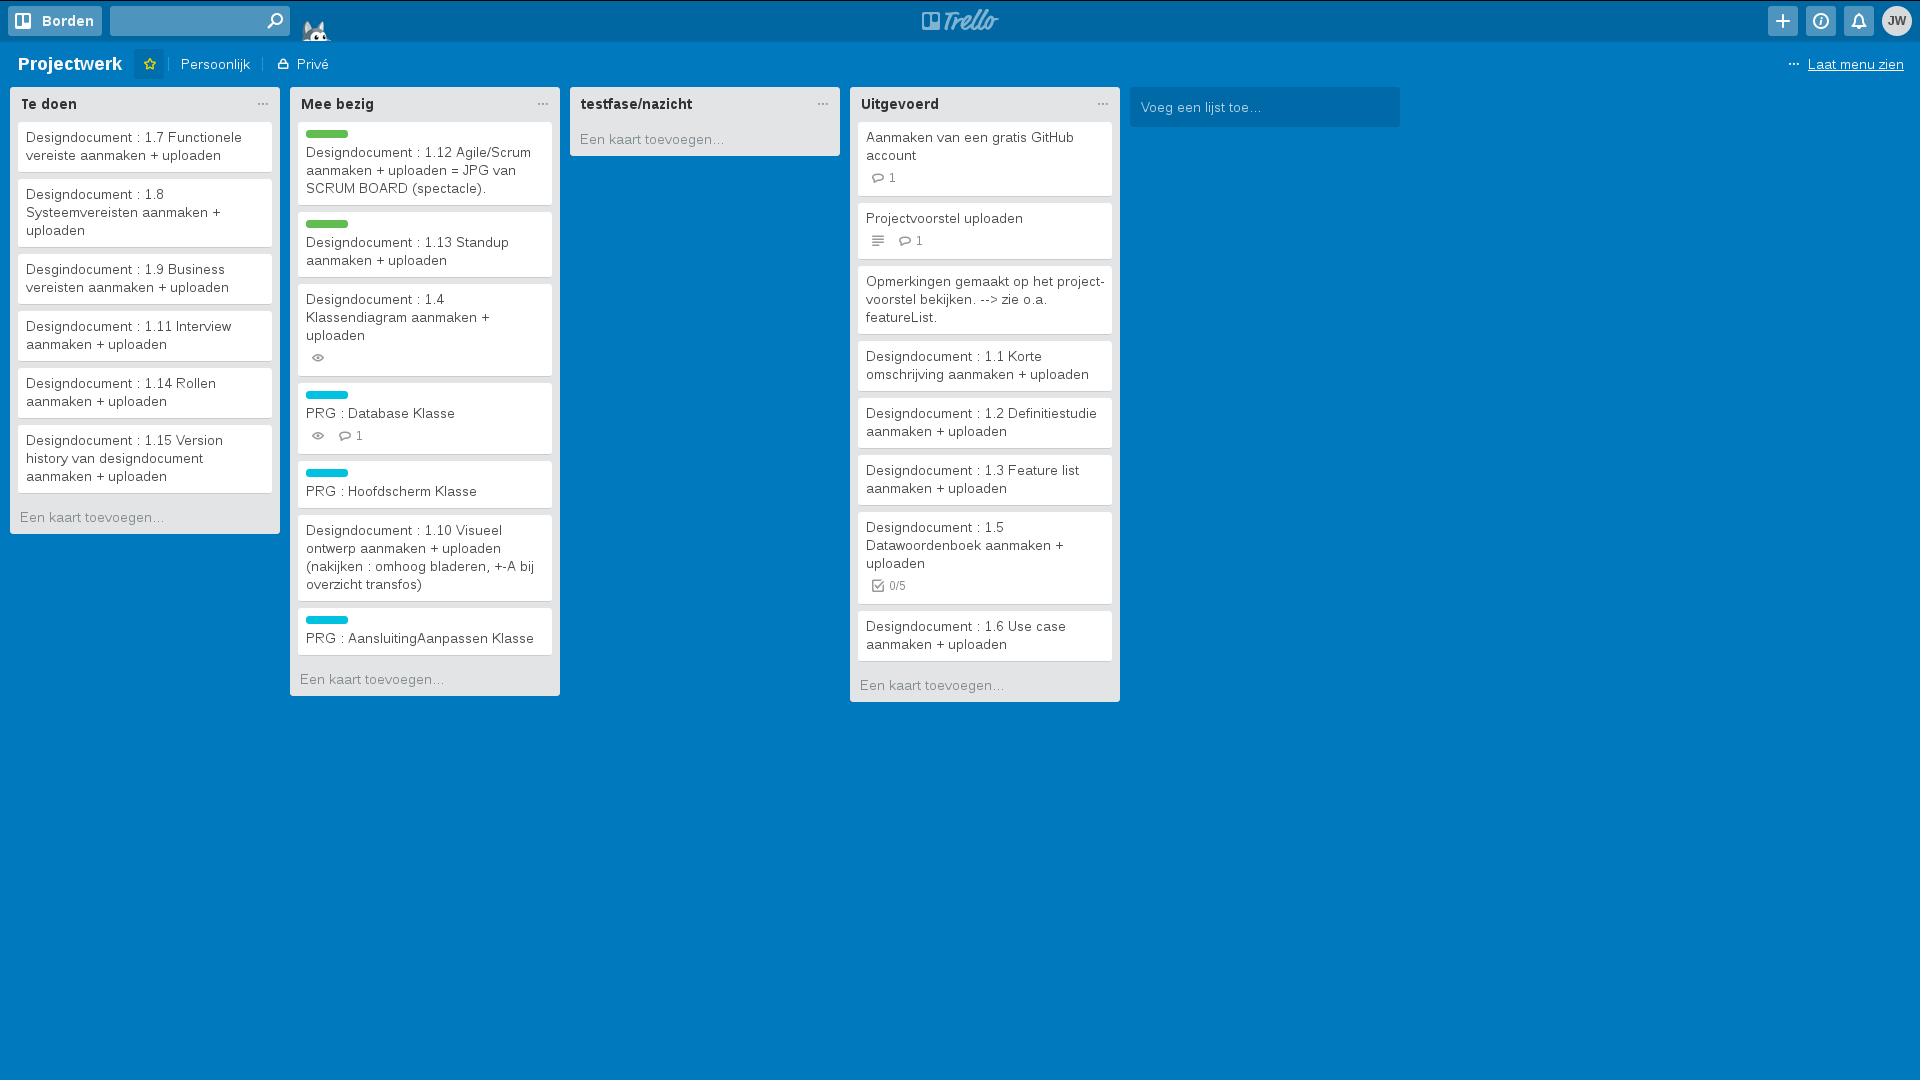 Borden
Trello
JW
Projectwerk
Persoonlijk
Privé
Laat menu zien
Te doen
Designdocument : 1.7 Functionele
vereiste aanmaken + uploaden
Designdocument : 1.8
Systeemvereisten aanmaken +
uploaden
Desgindocument : 1.9 Business
vereisten aanmaken + uploaden
Designdocument : 1.11 Interview
aanmaken + uploaden
Designdocument : 1.14 Rollen
aanmaken + uploaden
Designdocument : 1.15 Version
history van designdocument
aanmaken + uploaden
Een kaart toevoegen...
Mee bezig
Designdocument : 1.12 Agile/Scrum
aanmaken + uploaden = JPG van
SCRUM BOARD (spectacle).
Designdocument : 1.13 Standup
aanmaken + uploaden
Designdocument : 1.4
Klassendiagram aanmaken +
uploaden
PRG : Database Klasse
1
PRG : Hoofdscherm Klasse
Designdocument : 1.10 Visueel
ontwerp aanmaken + uploaden
(nakijken : omhoog bladeren, +-A bij
overzicht transfos)
PRG : AansluitingAanpassen Klasse
Een kaart toevoegen...
testfase/nazicht
Een kaart toevoegen...
Uitgevoerd
Aanmaken van een gratis GitHub
account
1
Projectvoorstel uploaden
1
Opmerkingen gemaakt op het project-
voorstel bekijken. --> zie o.a.
featureList.
Designdocument : 1.1 Korte
omschrijving aanmaken + uploaden
Designdocument : 1.2 Definitiestudie
aanmaken + uploaden
Designdocument : 1.3 Feature list
aanmaken + uploaden
Designdocument : 1.5
Datawoordenboek aanmaken +
uploaden
0/5
Designdocument : 1.6 Use case
aanmaken + uploaden
Een kaart toevoegen...
Voeg een lijst toe...